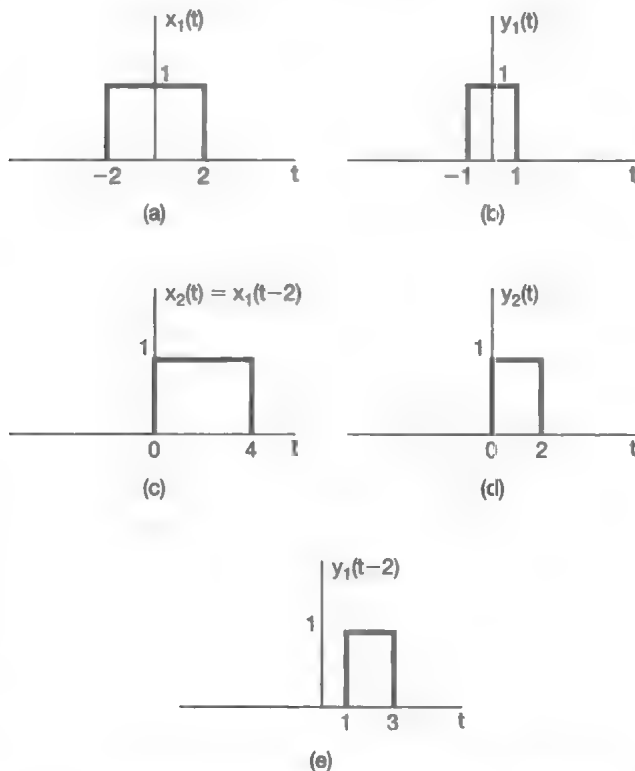 x₁(t) y₁(t)
1 1
−2 2 t −1 1 t
(a) (b)
x₂(t) = x₁(t−2) y₂(t)
1 1
0 4 t 0 2 t
(c) (d)
y₁(t−2)
1
1 3 t
(e)